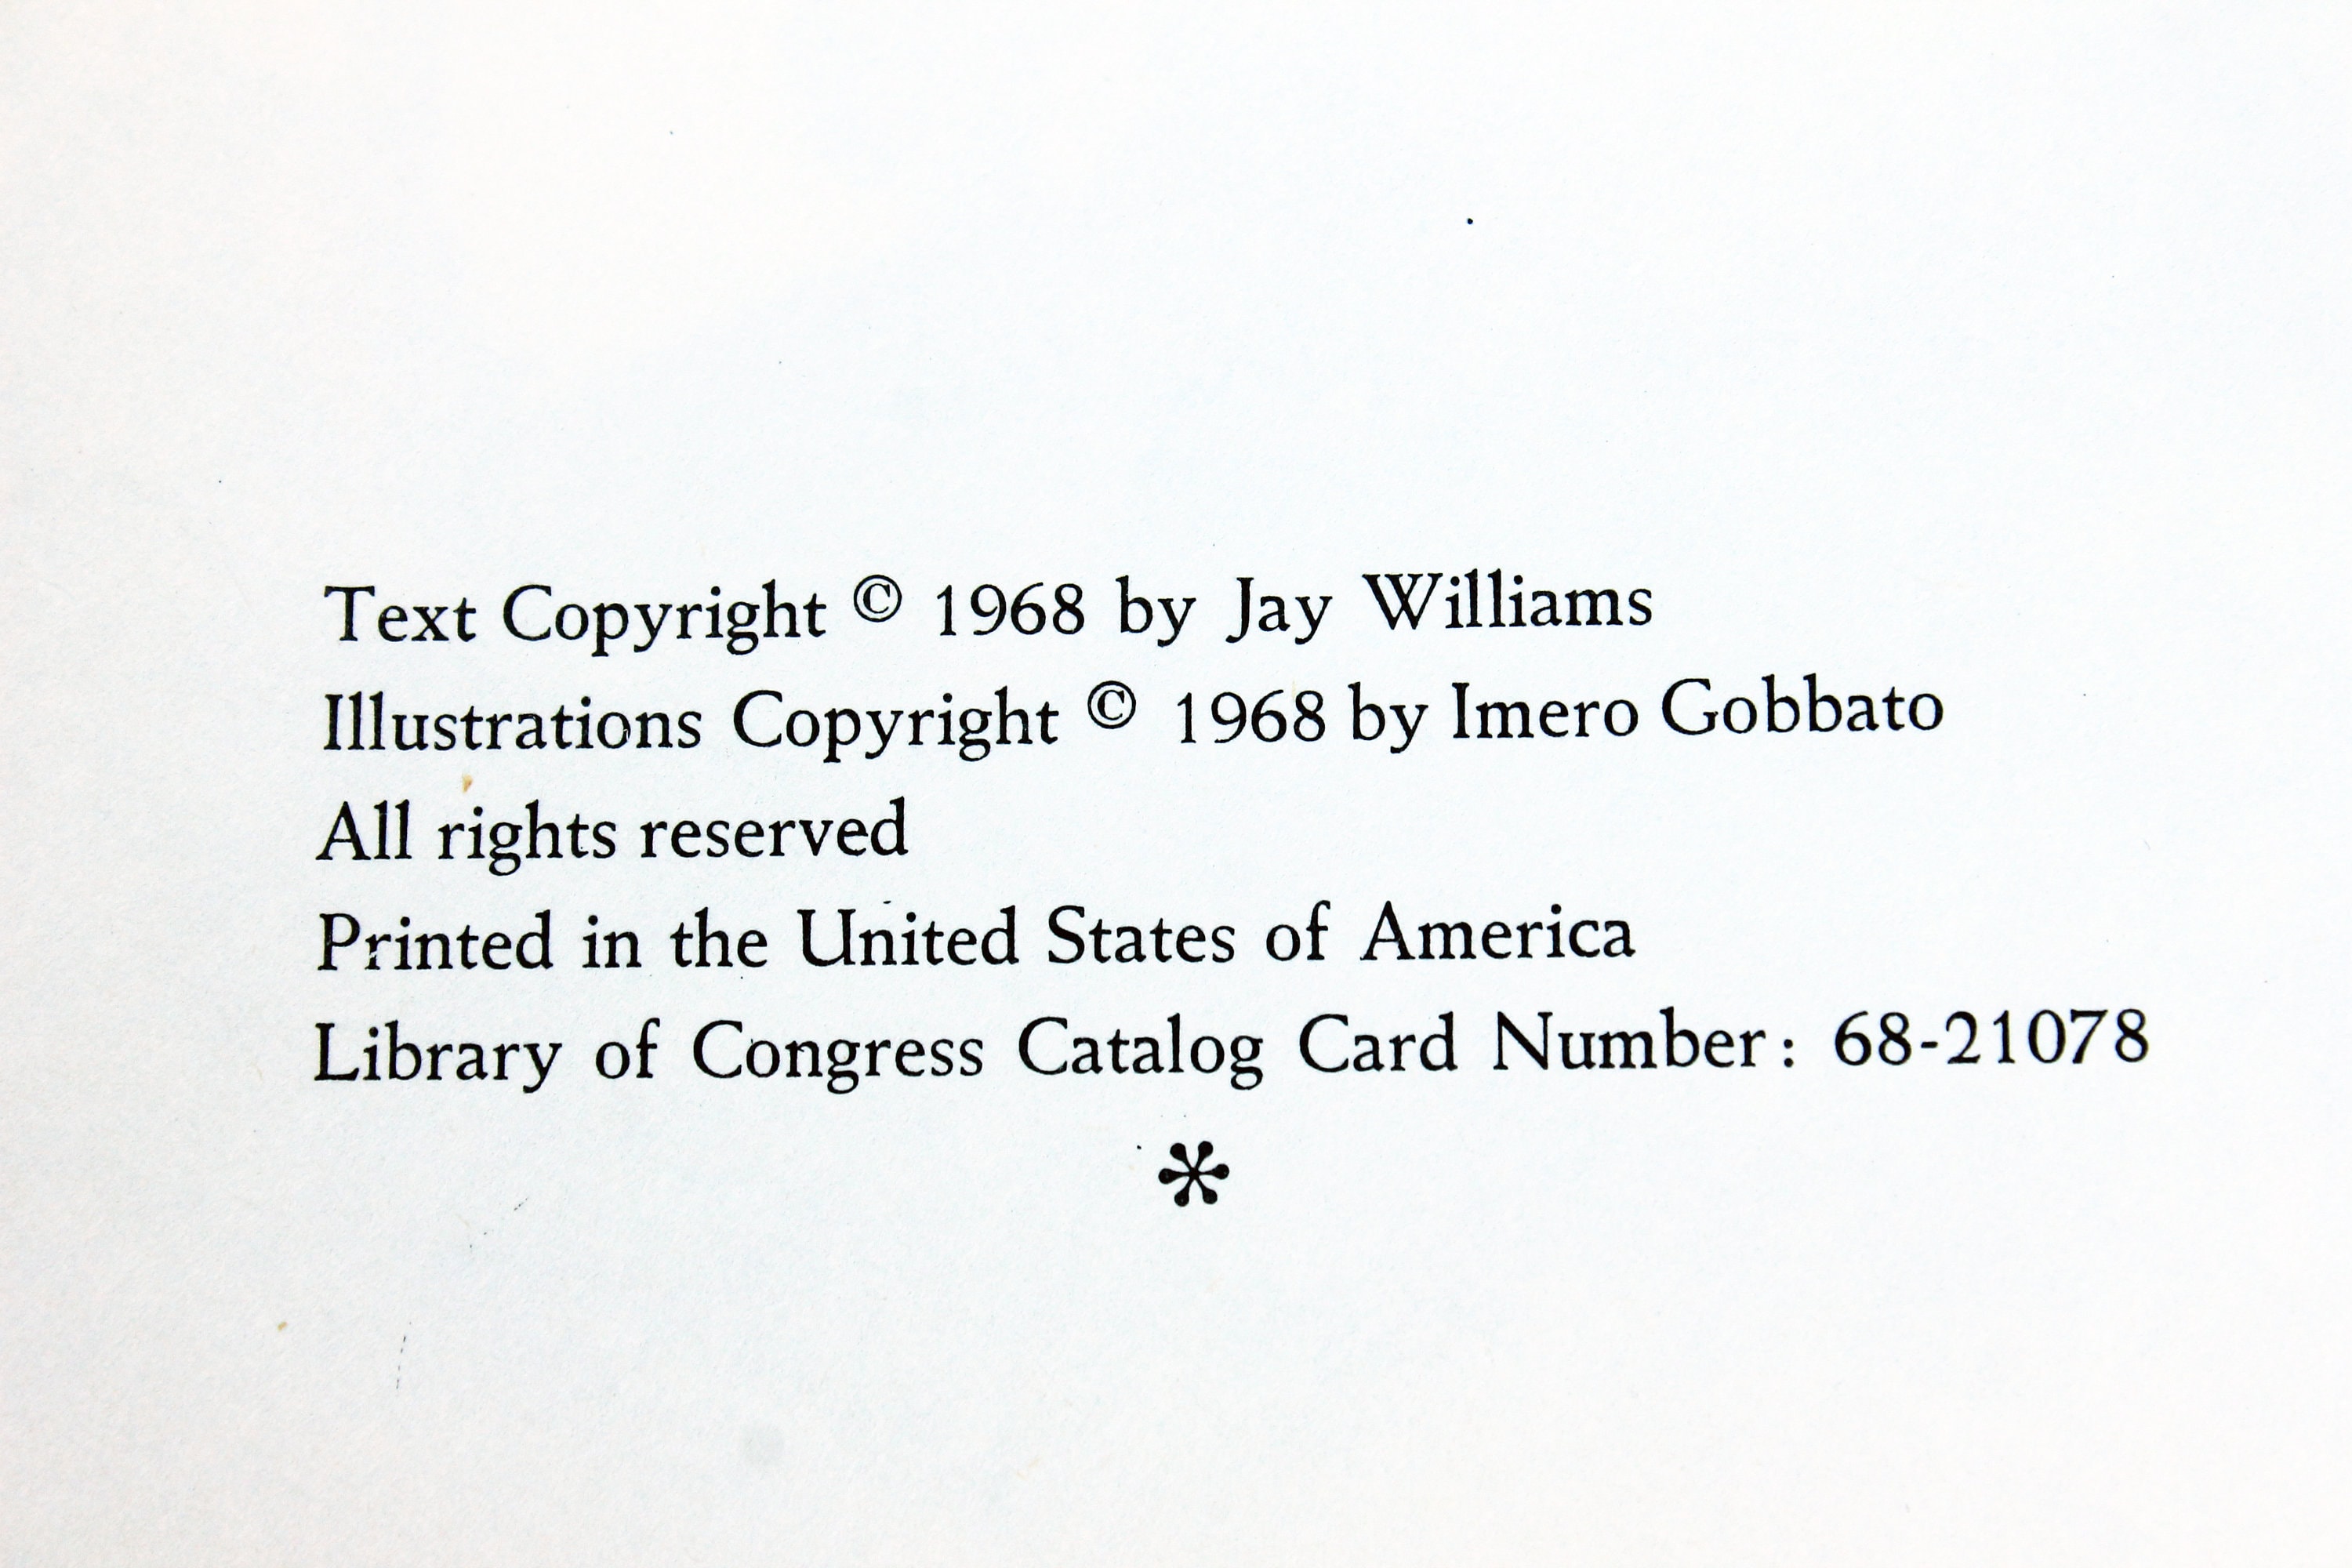 Text Copyright © 1968 by Jay Williams
Illustrations Copyright © 1968 by Imero Gobbato
All rights reserved
Printed in the United States of America
Library of Congress Catalog Card Number: 68-21078
*